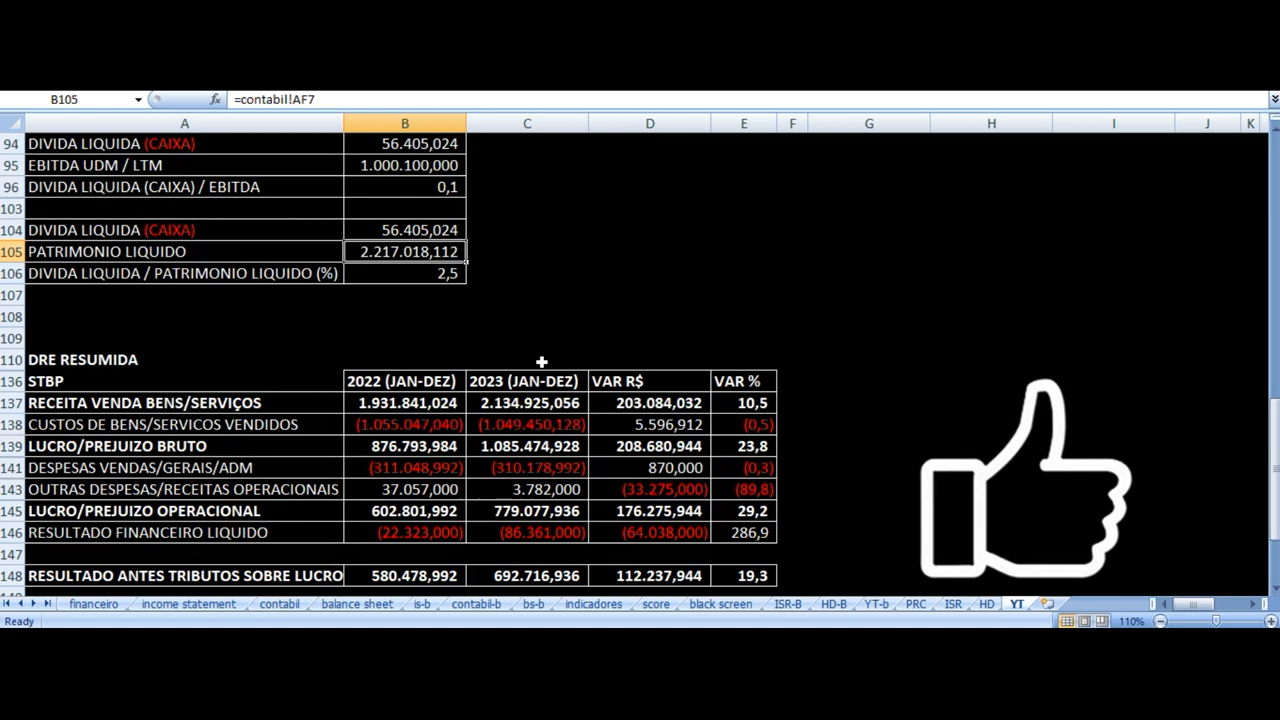 B105 =contabil!AF7
A B C D E F G H I J K
94 DIVIDA LIQUIDA (CAIXA) 56.405,024
95 EBITDA UDM / LTM 1.000.100,000
96 DIVIDA LIQUIDA (CAIXA) / EBITDA 0,1
103
104 DIVIDA LIQUIDA (CAIXA) 56.405,024
105 PATRIMONIO LIQUIDO 2.217.018,112
106 DIVIDA LIQUIDA / PATRIMONIO LIQUIDO (%) 2,5
107
108
109
110 DRE RESUMIDA
136 STBP 2022 (JAN-DEZ) 2023 (JAN-DEZ) VAR R$ VAR %
137 RECEITA VENDA BENS/SERVIÇOS 1.931.841,024 2.134.925,056 203.084,032 10,5
138 CUSTOS DE BENS/SERVICOS VENDIDOS (1.055.047,040) (1.049.450,128) 5.596,912 (0,5)
139 LUCRO/PREJUIZO BRUTO 876.793,984 1.085.474,928 208.680,944 23,8
141 DESPESAS VENDAS/GERAIS/ADM (311.048,992) (310.178,992) 870,000 (0,3)
143 OUTRAS DESPESAS/RECEITAS OPERACIONAIS 37.057,000 3.782,000 (33.275,000) (89,8)
145 LUCRO/PREJUIZO OPERACIONAL 602.801,992 779.077,936 176.275,944 29,2
146 RESULTADO FINANCEIRO LIQUIDO (22.323,000) (86.361,000) (64.038,000) 286,9
147
148 RESULTADO ANTES TRIBUTOS SOBRE LUCRO 580.478,992 692.716,936 112.237,944 19,3
financeiro income statement contabil balance sheet is-b contabil-b bs-b indicadores score black screen ISR-B HD-B YT-b PRC ISR HD YT
Ready 110%